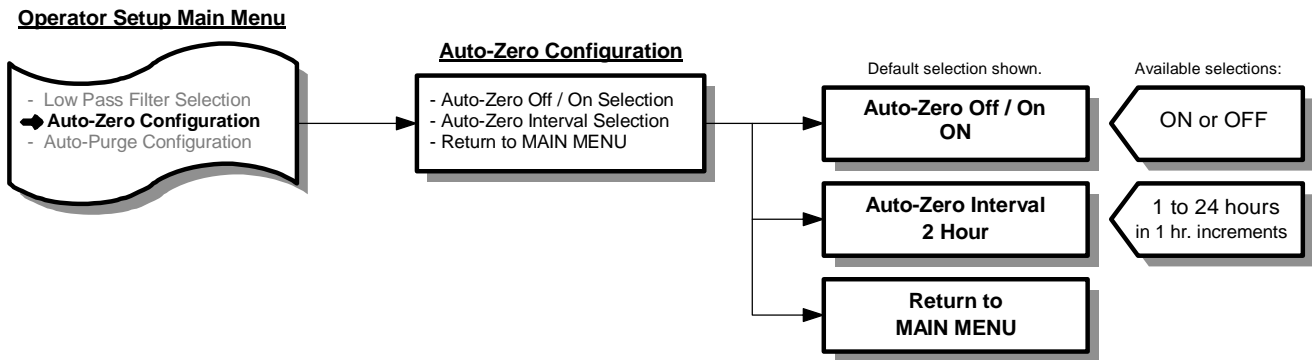 Operator Setup Main Menu
- Low Pass Filter Selection
Auto-Zero Configuration
- Auto-Purge Configuration
Auto-Zero Configuration
- Auto-Zero Off / On Selection
- Auto-Zero Interval Selection
- Return to MAIN MENU
Default selection shown.
Auto-Zero Off / On
ON
Auto-Zero Interval
2 Hour
Return to
MAIN MENU
Available selections:
ON or OFF
1 to 24 hours
in 1 hr. increments